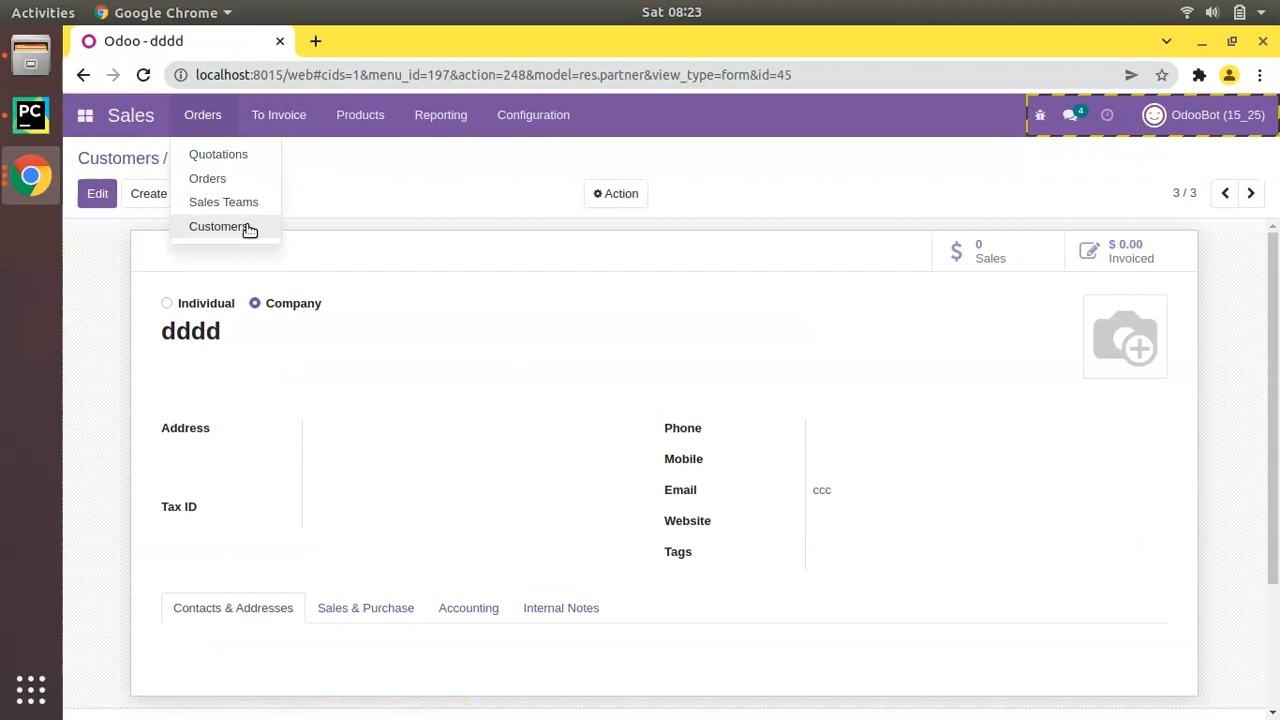 Activities
Google Chrome
Sat 08:23
Odoo - dddd
localhost:8015/web#cids=1&menu_id=197&action=248&model=res.partner&view_type=form&id=45
Sales
Orders
To Invoice
Products
Reporting
Configuration
4
OdooBot (15_25)
Customers /
Quotations
Orders
Sales Teams
Customers
Edit
Create
Action
3 / 3
0
Sales
$ 0.00
Invoiced
Individual
Company
dddd
Address
Tax ID
Phone
Mobile
Email
ccc
Website
Tags
Contacts & Addresses
Sales & Purchase
Accounting
Internal Notes
PC